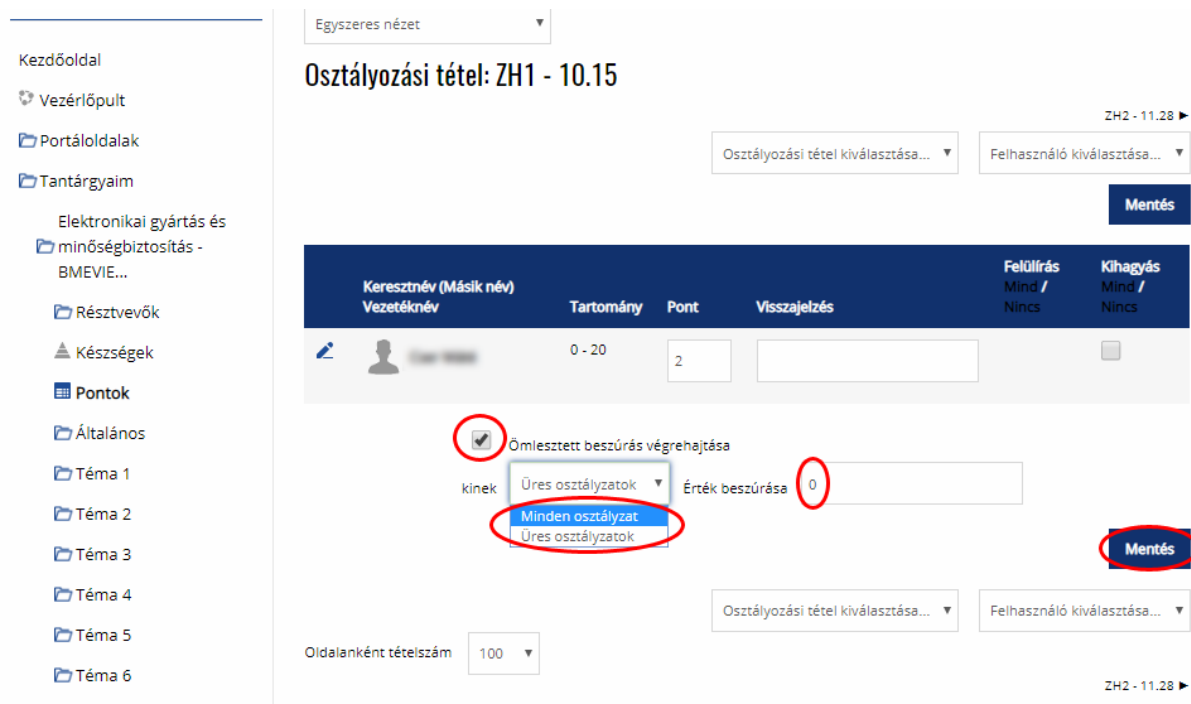 Kezdőoldal
Vezérlőpult
Portáloldalak
Tantárgyaim
Elektronikai gyártás és
minőségbiztosítás -
BMEVIE...
Résztvevők
Készségek
Pontok
Általános
Téma 1
Téma 2
Téma 3
Téma 4
Téma 5
Téma 6
Egyszeres nézet
Osztályozási tétel: ZH1 - 10.15
ZH2 - 11.28 ►
Osztályozási tétel kiválasztása... Felhasználó kiválasztása...
Mentés
Keresztnév (Másik név)
Vezetéknév
Tartomány
Pont
Visszajelzés
Felülírás
Mind /
Nincs
Kihagyás
Mind /
Nincs
0 - 20
2
Ömlesztett beszúrás végrehajtása
kinek Üres osztályzatok Érték beszúrása 0
Minden osztályzat
Üres osztályzatok
Mentés
Osztályozási tétel kiválasztása... Felhasználó kiválasztása...
Oldalanként tételszám 100
ZH2 - 11.28 ►